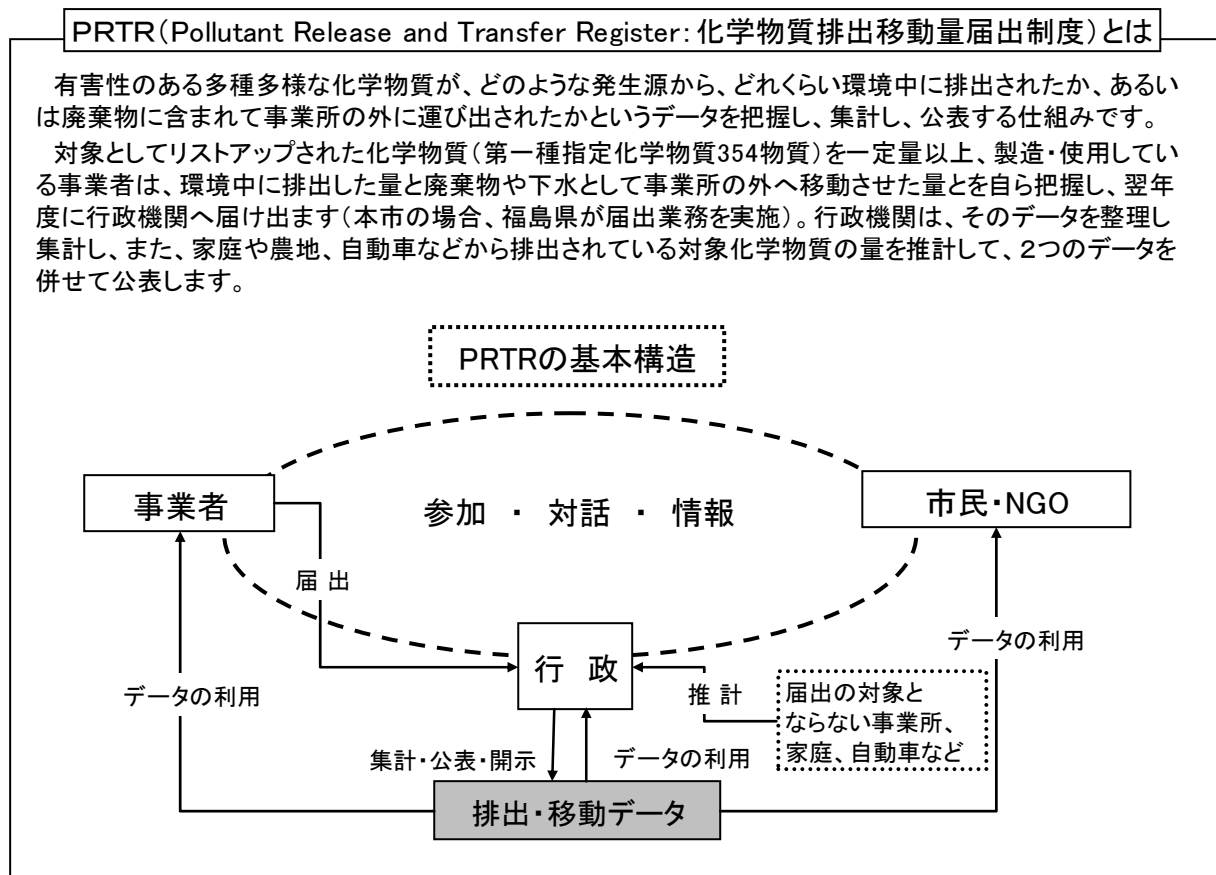 PRTR(Pollutant Release and Transfer Register:化学物質排出移動量届出制度)とは
有害性のある多種多様な化学物質が、どのような発生源から、どれくらい環境中に排出されたか、あるい
は廃棄物に含まれて事業所の外に運び出されたかというデータを把握し、集計し、公表する仕組みです。
対象としてリストアップされた化学物質(第一種指定化学物質354物質)を一定量以上、製造・使用してい
る事業者は、環境中に排出した量と廃棄物や下水として事業所の外へ移動させた量とを自ら把握し、翌年
度に行政機関へ届け出ます(本市の場合、福島県が届出業務を実施)。行政機関は、そのデータを整理し
集計し、また、家庭や農地、自動車などから排出されている対象化学物質の量を推計して、2つのデータを
併せて公表します。
PRTRの基本構造
事業者
参加 ・ 対話 ・ 情報
市民・NGO
届 出
行 政
データの利用
データの利用
推 計
届出の対象と
ならない事業所、
家庭、自動車など
集計・公表・開示
データの利用
排出・移動データ